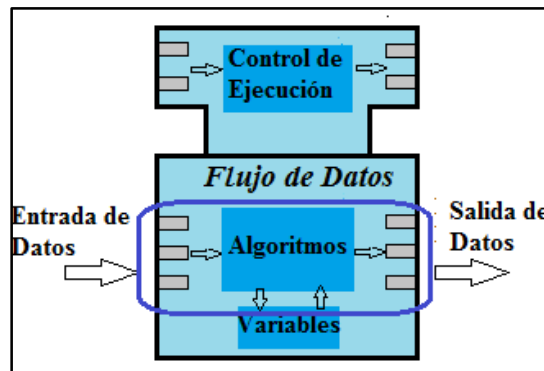 Control de
Ejecución
Flujo de Datos
Entrada de
Datos
Algoritmos
Salida de
Datos
Variables